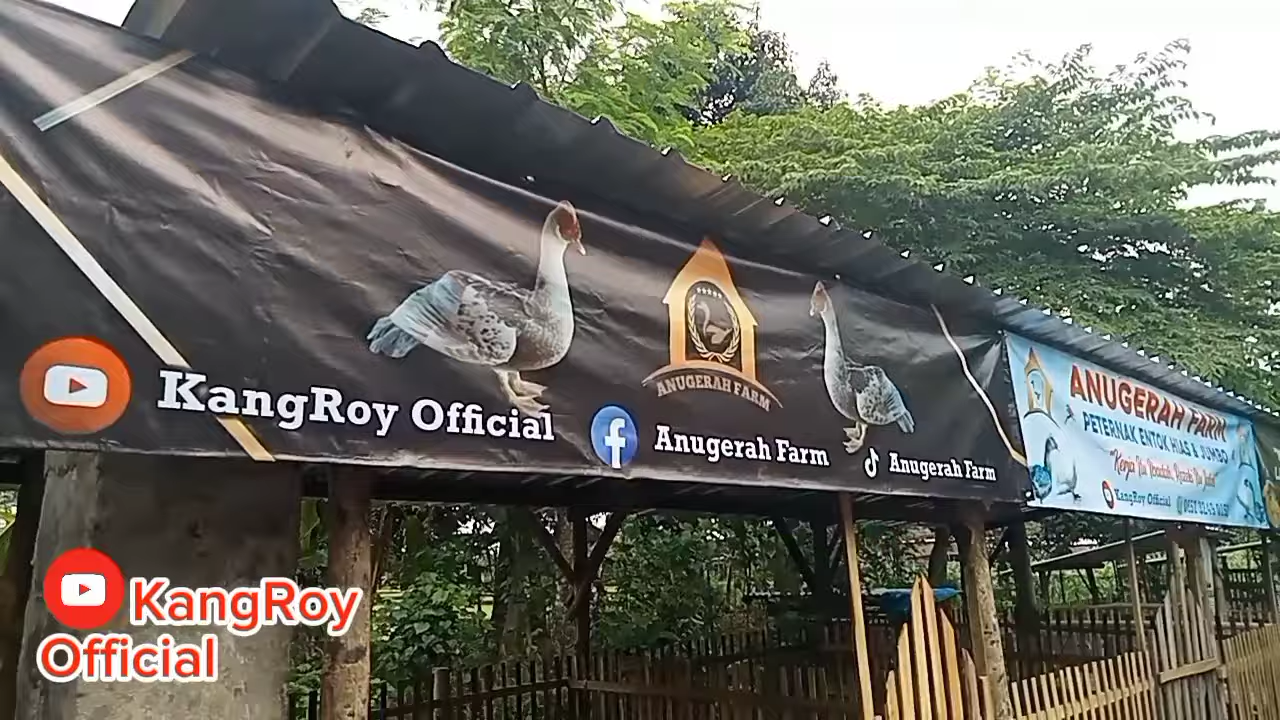 KangRoy Official
ANUGERAH FARM
Anugerah Farm
Anugerah Farm
ANUGERAH FARM
PETERNAK ENTOK HIAS & JUMBO
KangRoy Official
KangRoy
Official